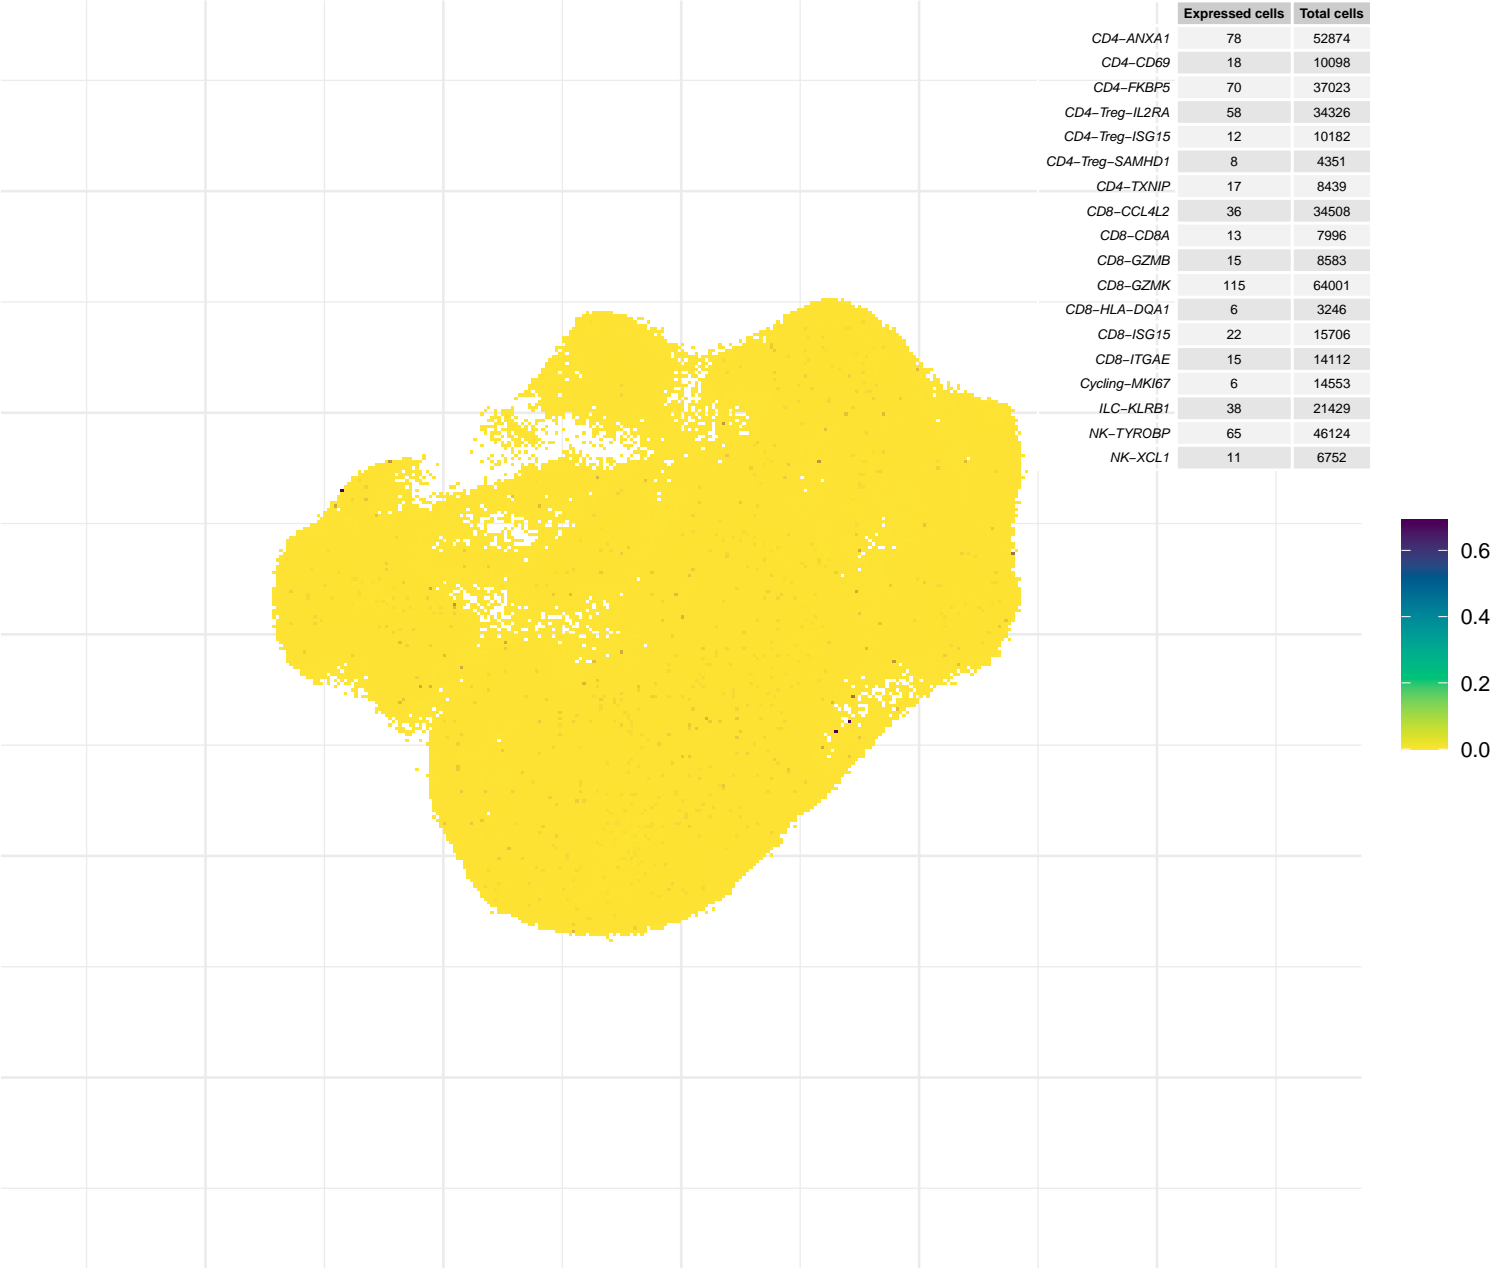 Expressed cells Total cells
CD4−ANXA1 78 52874
CD4−CD69 18 10098
CD4−FKBP5 70 37023
CD4−Treg−IL2RA 58 34326
CD4−Treg−ISG15 12 10182
CD4−Treg−SAMHD1 8 4351
CD4−TXNIP 17 8439
CD8−CCL4L2 36 34508
CD8−CD8A 13 7996
CD8−GZMB 15 8583
CD8−GZMK 115 64001
CD8−HLA−DQA1 6 3246
CD8−ISG15 22 15706
CD8−ITGAE 15 14112
Cycling−MKI67 6 14553
ILC−KLRB1 38 21429
NK−TYROBP 65 46124
NK−XCL1 11 6752
0.6
0.4
0.2
0.0